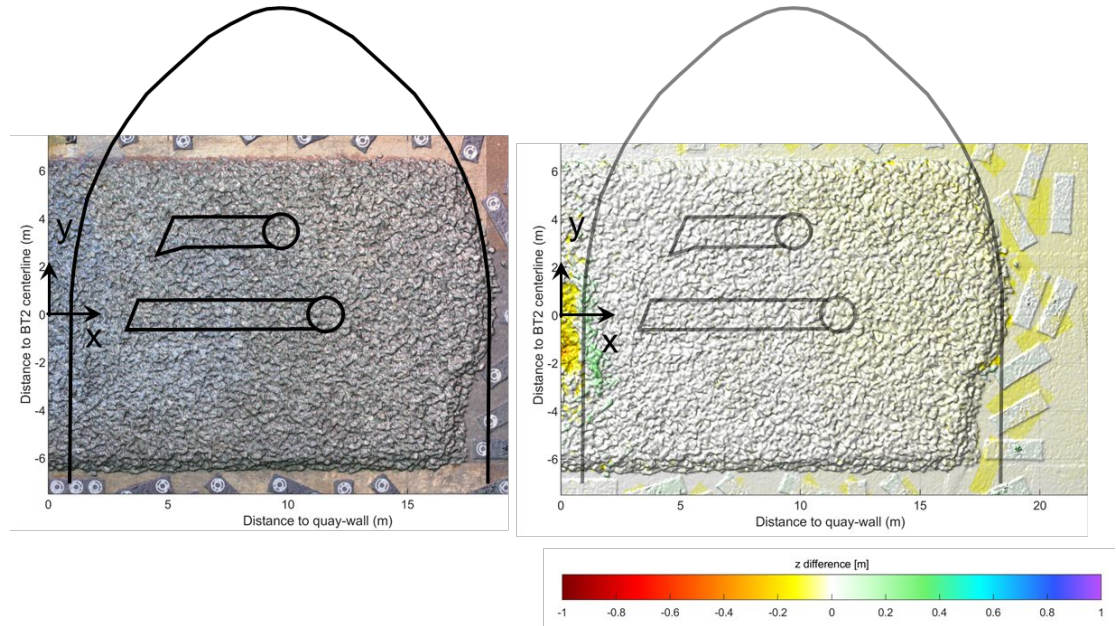 6
4
2
0
-2
-4
-6
Distance to BT2 centerline (m)
y
x
0
5
10
15
Distance to quay-wall (m)
6
4
2
0
-2
-4
-6
Distance to BT2 centerline (m)
y
x
0
5
10
15
20
Distance to quay-wall (m)
z difference [m]
-1 -0.8 -0.6 -0.4 -0.2 0 0.2 0.4 0.6 0.8 1